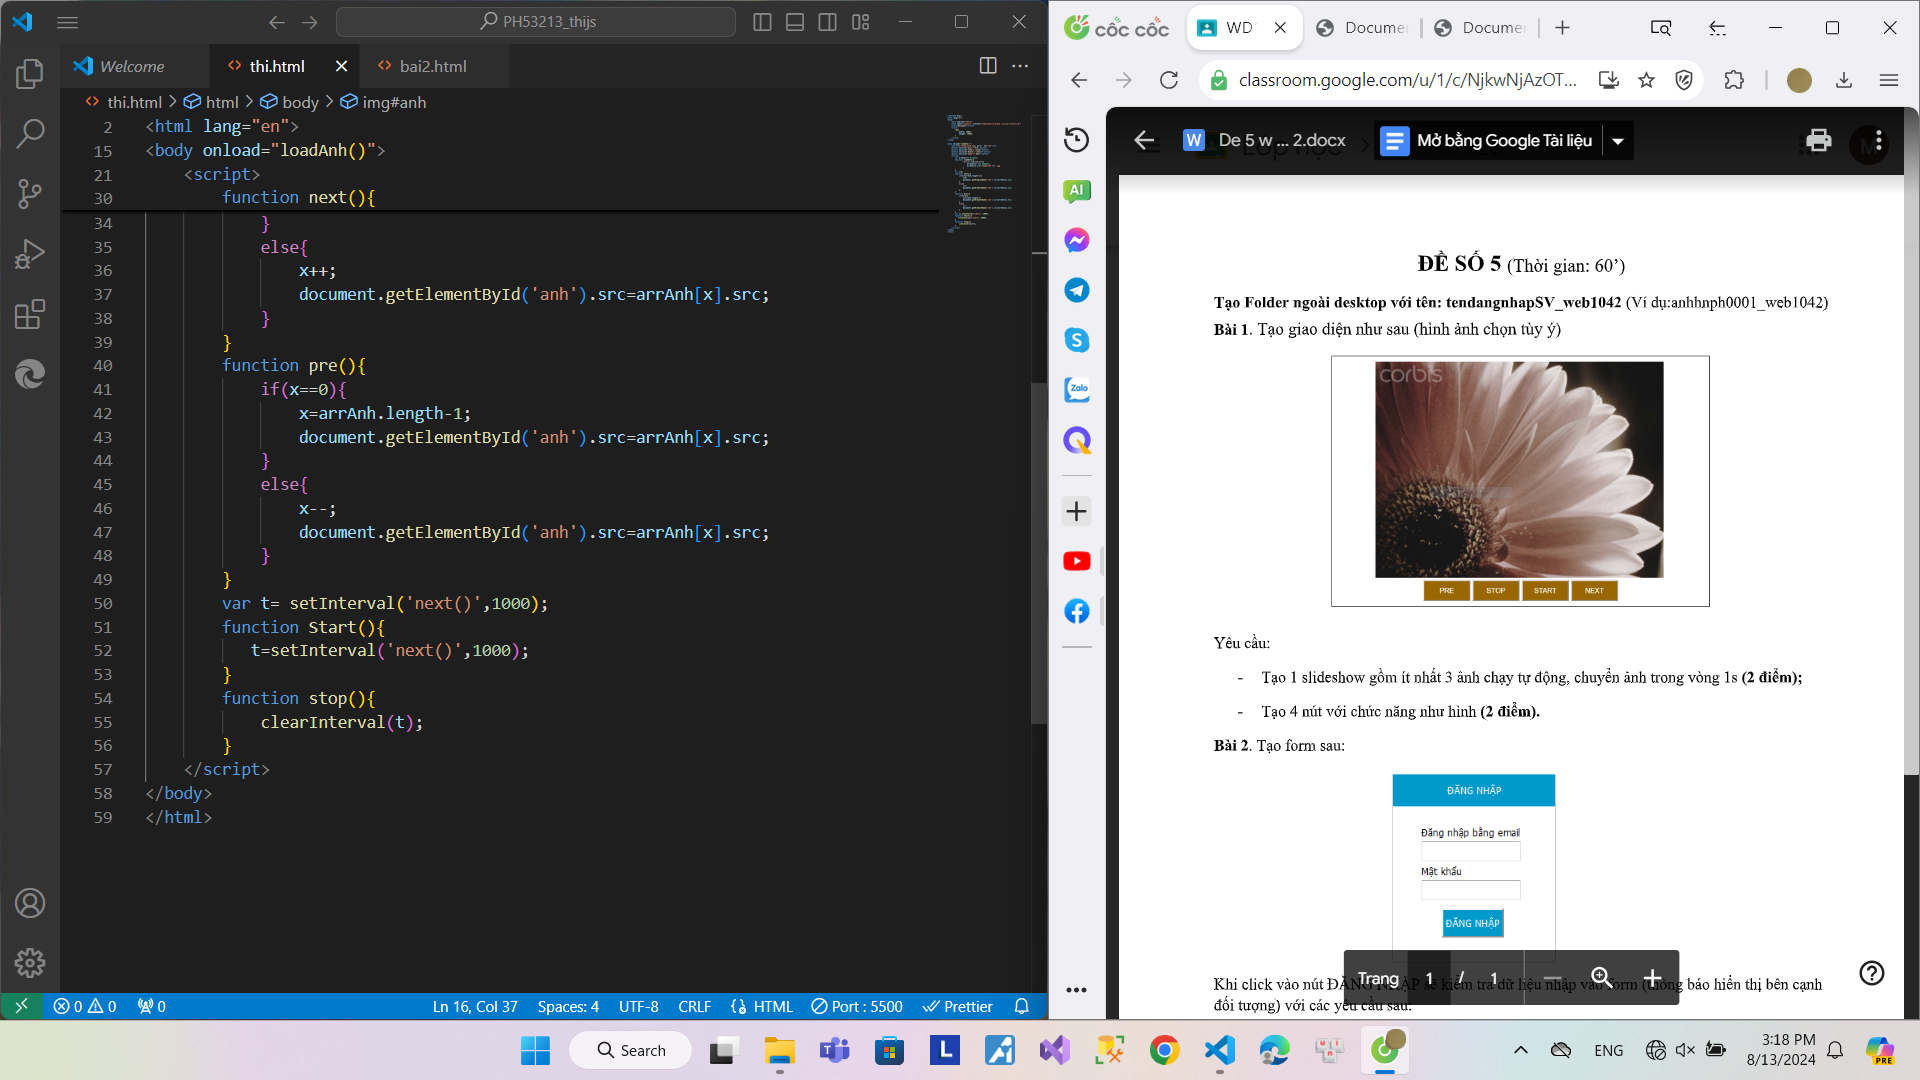 PH53213_thijs
Welcome
thi.html
bai2.html
thi.html > html > body > img#anh
2 <html lang="en">
15 <body onload="loadAnh()">
21 <script>
30 function next(){
34 }
35 else{
36 x++;
37 document.getElementById('anh').src=arrAnh[x].src;
38 }
39 }
40 function pre(){
41 if(x==0){
42 x=arrAnh.length-1;
43 document.getElementById('anh').src=arrAnh[x].src;
44 }
45 else{
46 x--;
47 document.getElementById('anh').src=arrAnh[x].src;
48 }
49 }
50 var t= setInterval('next()',1000);
51 function Start(){
52 t=setInterval('next()',1000);
53 }
54 function stop(){
55 clearInterval(t);
56 }
57 </script>
58 </body>
59 </html>
0 0 0
Ln 16, Col 37 Spaces: 4 UTF-8 CRLF HTML Port : 5500 Prettier
cốc cốc
WD
Docume
Docume
classroom.google.com/u/1/c/NjkwNjAzOT...
AI
Zalo
De 5 w ... 2.docx
Mở bằng Google Tài liệu
ĐỀ SỐ 5 (Thời gian: 60’)
Tạo Folder ngoài desktop với tên: tendangnhapSV_web1042 (Ví dụ:anhhnph0001_web1042)
Bài 1. Tạo giao diện như sau (hình ảnh chọn tùy ý)
corbis
PRE STOP START NEXT
Yêu cầu:
- Tạo 1 slideshow gồm ít nhất 3 ảnh chạy tự động, chuyển ảnh trong vòng 1s (2 điểm);
- Tạo 4 nút với chức năng như hình (2 điểm).
Bài 2. Tạo form sau:
ĐĂNG NHẬP
Đăng nhập bằng email
Mật khẩu
ĐĂNG NHẬP
Trang 1 / 1
Khi click vào nút ĐĂNG NHẬP sẽ kiểm tra dữ liệu nhập vào form (thông báo hiển thị bên cạnh
đối tượng) với các yêu cầu sau:
Search
ENG
3:18 PM
8/13/2024
PRE